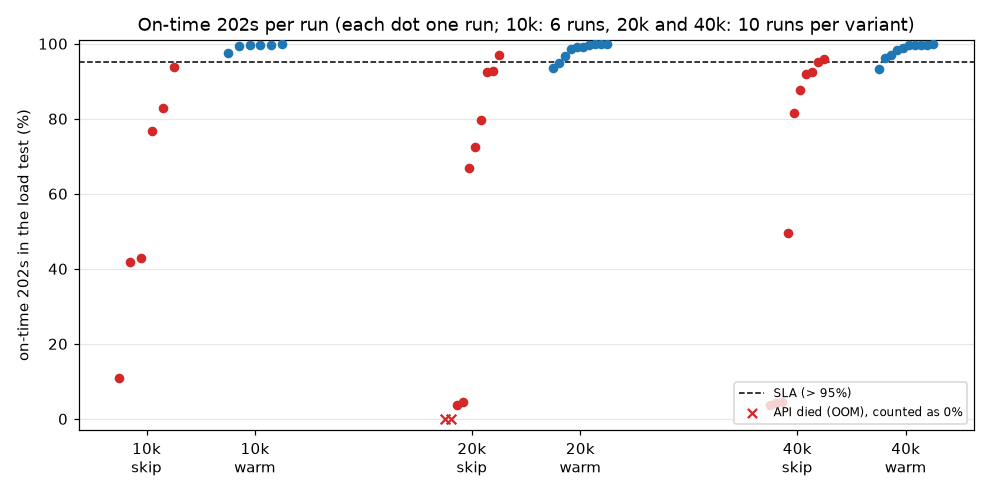 On-time 202s per run (each dot one run; 10k: 6 runs, 20k and 40k: 10 runs per variant)
on-time 202s in the load test (%)
100
80
60
40
20
0
SLA (> 95%)
API died (OOM), counted as 0%
10k
skip
10k
warm
20k
skip
20k
warm
40k
skip
40k
warm